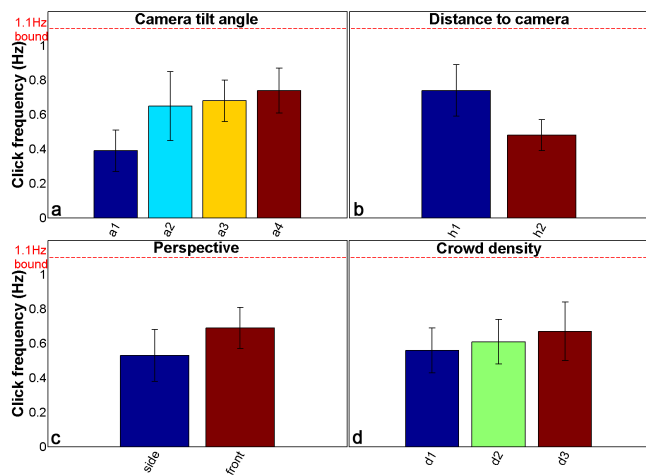 1.1Hz
bound
Camera tilt angle
Distance to camera
Click frequency (Hz)
1
0.8
0.6
0.4
0.2
0
a
b
a1
a2
a3
a4
h1
h2
1.1Hz
bound
Perspective
Crowd density
Click frequency (Hz)
1
0.8
0.6
0.4
0.2
0
c
d
side
front
d1
d2
d3